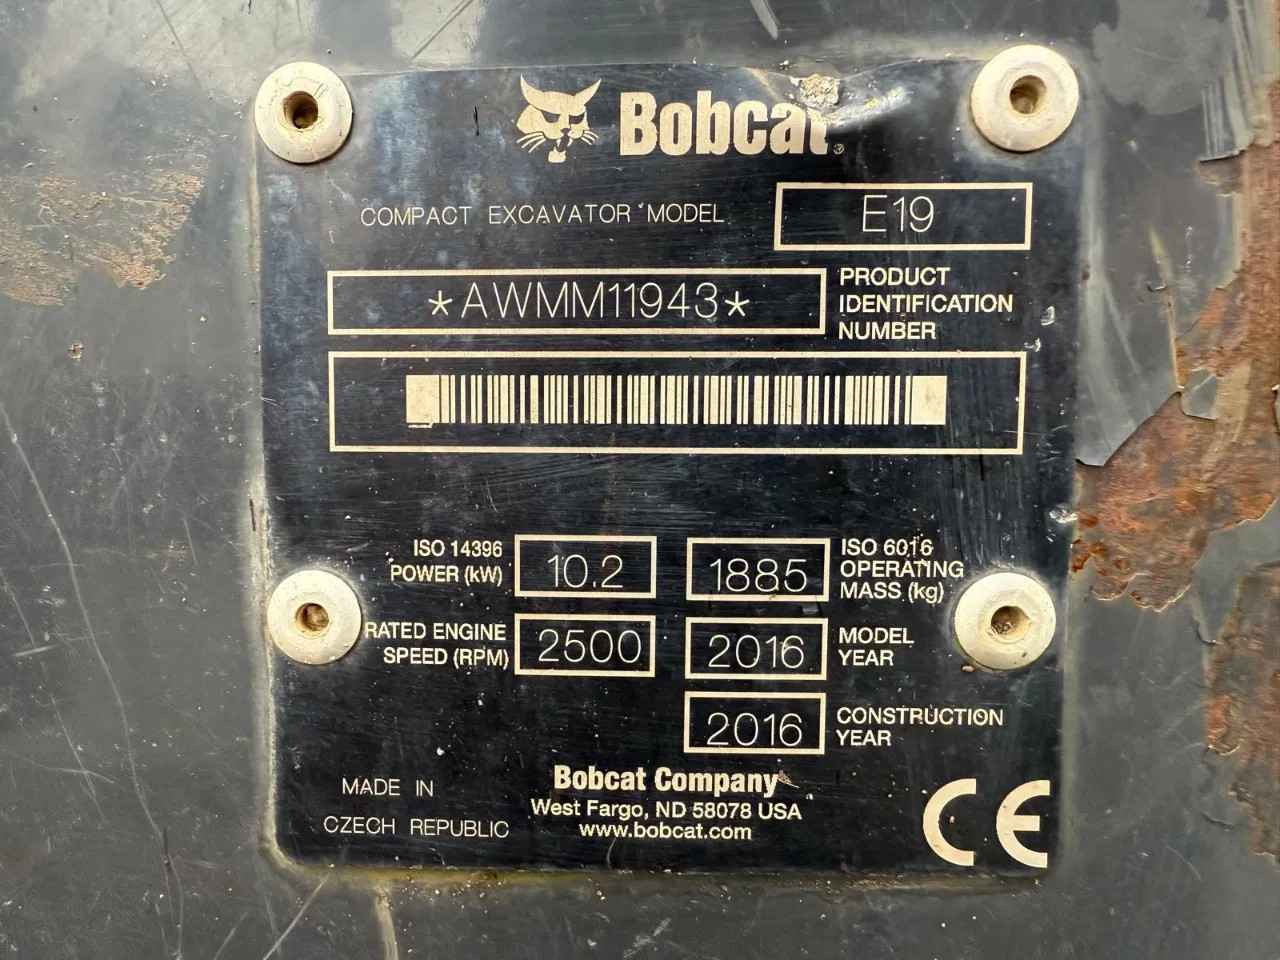 Bobcat®
COMPACT EXCAVATOR MODEL E19
*AWMM11943*
PRODUCT
IDENTIFICATION
NUMBER
ISO 14396
POWER (kW)
10.2
1885
ISO 6016
OPERATING
MASS (kg)
RATED ENGINE
SPEED (RPM)
2500
2016
MODEL
YEAR
2016
CONSTRUCTION
YEAR
MADE IN
CZECH REPUBLIC
Bobcat Company
West Fargo, ND 58078 USA
www.bobcat.com
CE